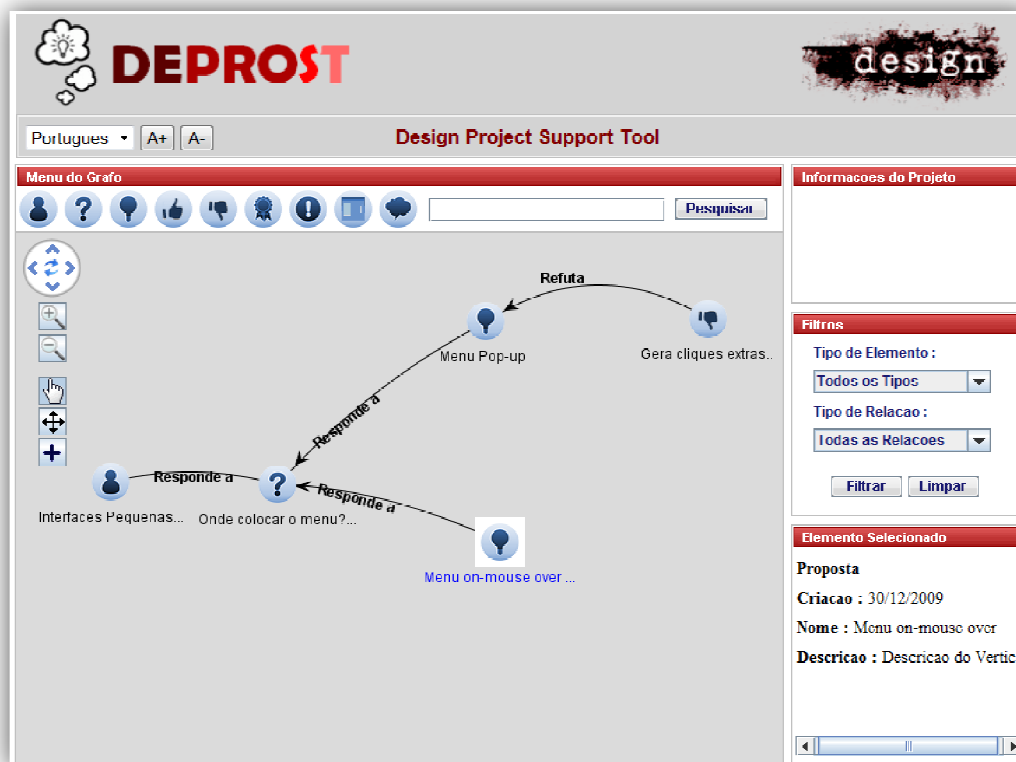 DEPROST
design
Portugues
A+
A-
Design Project Support Tool
Menu do Grafo
Pesquisar
Refuta
Menu Pop-up
Gera cliques extras...
Responde a
Responde a
Interfaces Pequenas...
Onde colocar o menu?...
Responde a
Menu on-mouse over ...
Informacoes do Projeto
Filtros
Tipo de Elemento :
Todos os Tipos
Tipo de Relacao :
Todas as Relacoes
Filtrar
Limpar
Elemento Selecionado
Proposta
Criacao : 30/12/2009
Nome : Menu on-mouse over
Descricao : Descricao do Vertic